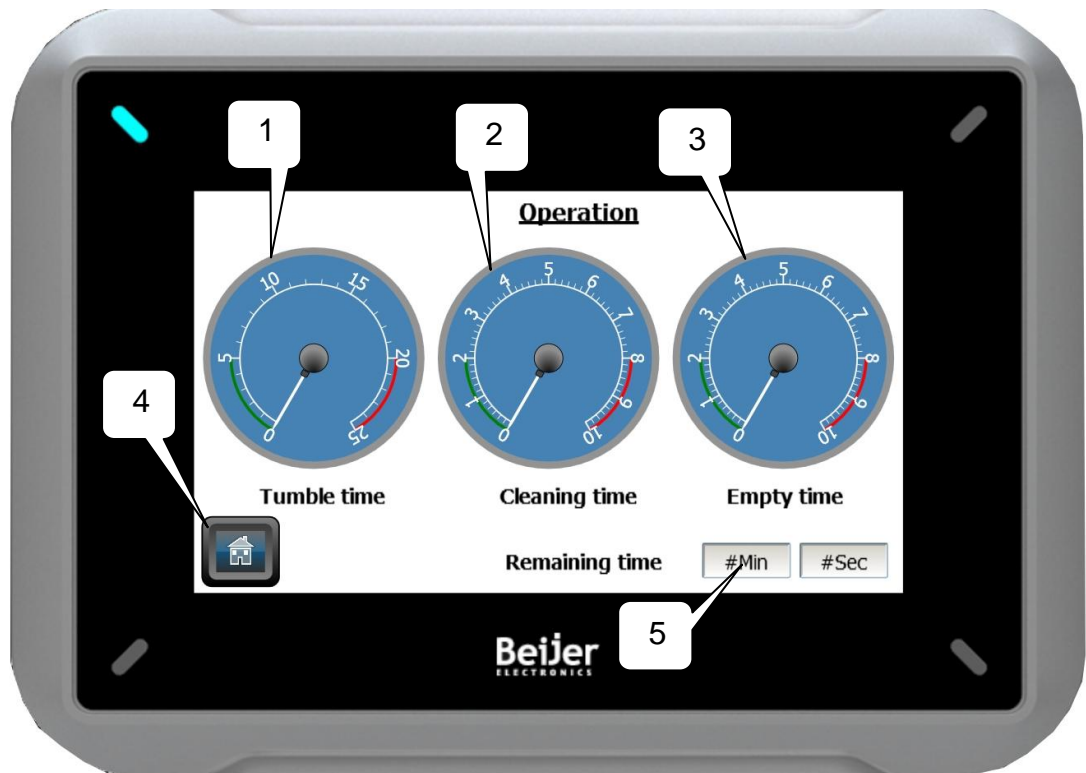 1
2
3
Operation
0 5 10 15 20 25
0 1 2 3 4 5 6 7 8 9 10
0 1 2 3 4 5 6 7 8 9 10
4
Tumble time
Cleaning time
Empty time
Remaining time #Min #Sec
5
Beijer
ELECTRONICS